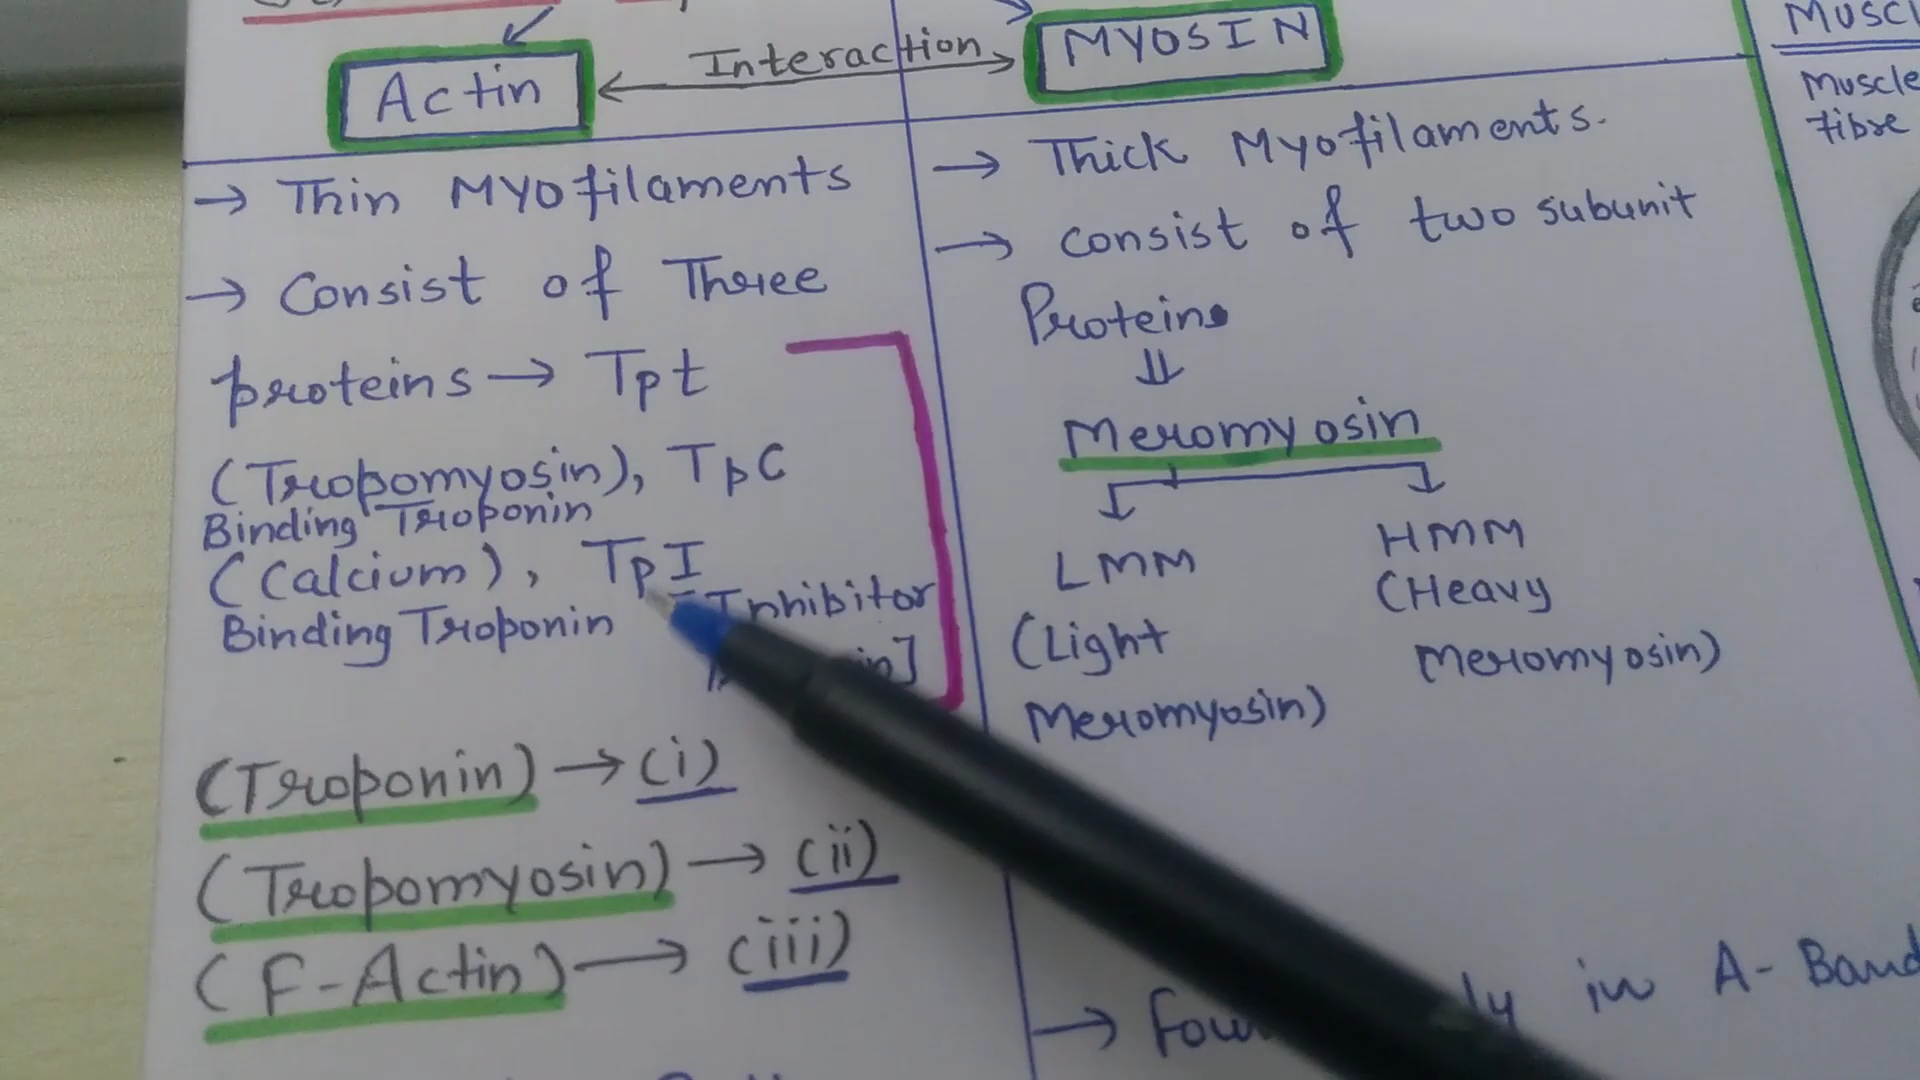 Actin
Interaction
MYOSIN
→ Thin Myofilaments
→ Consist of Three
proteins → Tpt
(Tropomyosin), TpC
Binding Troponin
(Calcium), TpI
Binding Troponin
Inhibitor
(Troponin) → (i)
(Tropomyosin) → (ii)
(F-Actin) → (iii)
→ Thick Myofilaments.
→ consist of two subunit
Proteins
⇓
Meromyosin
LMM
(Light
Meromyosin)
HMM
(Heavy
Meromyosin)
→ in A-Band
Muscle
fibre